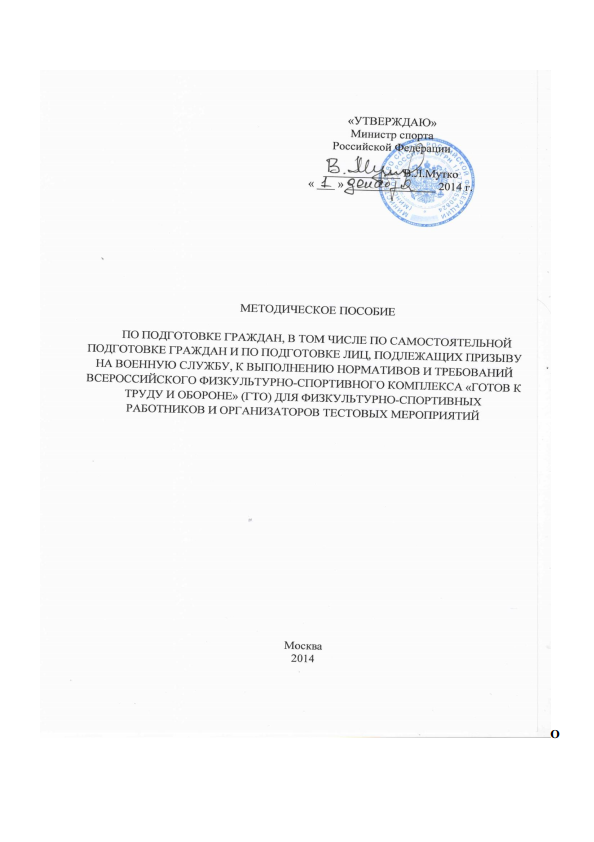 «УТВЕРЖДАЮ»
Министр спорта
Российской Федерации
В.Л.Мутко
« 1 » декабря 2014 г.
МЕТОДИЧЕСКОЕ ПОСОБИЕ
ПО ПОДГОТОВКЕ ГРАЖДАН, В ТОМ ЧИСЛЕ ПО САМОСТОЯТЕЛЬНОЙ
ПОДГОТОВКЕ ГРАЖДАН И ПО ПОДГОТОВКЕ ЛИЦ, ПОДЛЕЖАЩИХ ПРИЗЫВУ
НА ВОЕННУЮ СЛУЖБУ, К ВЫПОЛНЕНИЮ НОРМАТИВОВ И ТРЕБОВАНИЙ
ВСЕРОССИЙСКОГО ФИЗКУЛЬТУРНО-СПОРТИВНОГО КОМПЛЕКСА «ГОТОВ К
ТРУДУ И ОБОРОНЕ» (ГТО) ДЛЯ ФИЗКУЛЬТУРНО-СПОРТИВНЫХ
РАБОТНИКОВ И ОРГАНИЗАТОРОВ ТЕСТОВЫХ МЕРОПРИЯТИЙ
Москва
2014
О